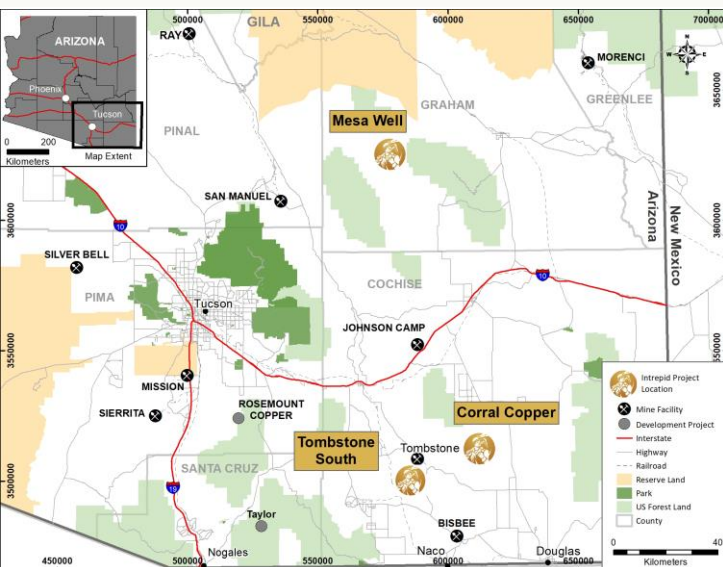 500000
550000
600000
650000
3700000
ARIZONA
Phoenix
Tucson
0 200
Kilometers
Map Extent
GILA
RAY
MORENCI
GREENLEE
GRAHAM
Mesa Well
PINAL
3650000
SAN MANUEL
Arizona
New Mexico
3600000
3600000
10
SILVER BELL
PIMA
Tucson
COCHISE
10
JOHNSON CAMP
3550000
3550000
MISSION
SIERRITA
ROSEMOUNT
COPPER
Corral Copper
Tombstone
South
Tombstone
SANTA CRUZ
3500000
19
Taylor
BISBEE
Nogales
Naco
Douglas
450000
500000
550000
600000
650000
Intrepid Project
Location
Mine Facility
Development Project
Interstate
Highway
Railroad
Reserve Land
Park
US Forest Land
County
0 40
Kilometers